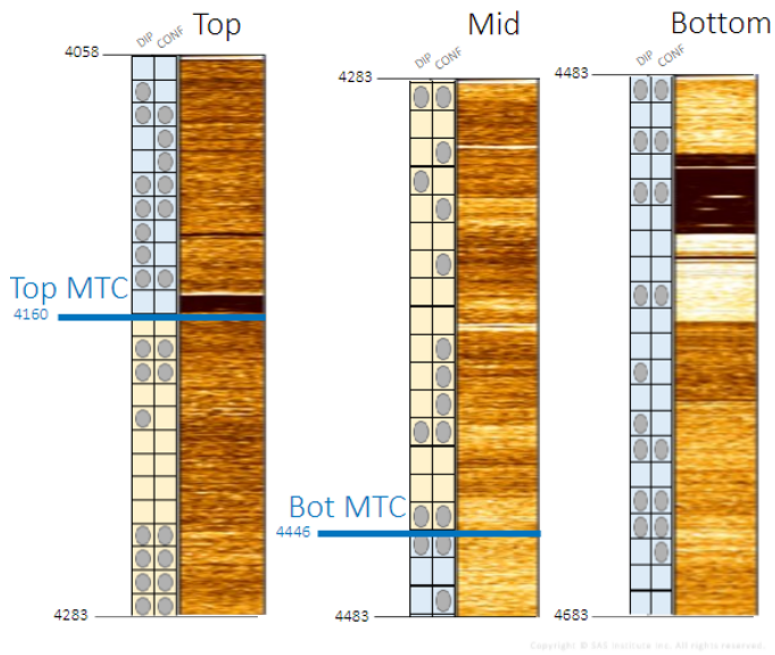 Top
Mid
Bottom
DIP CONF
DIP CONF
DIP CONF
4058
4283
4483
Top MTC
4160
Bot MTC
4446
4283
4483
4683
Copyright © SAS Institute Inc. All rights reserved.